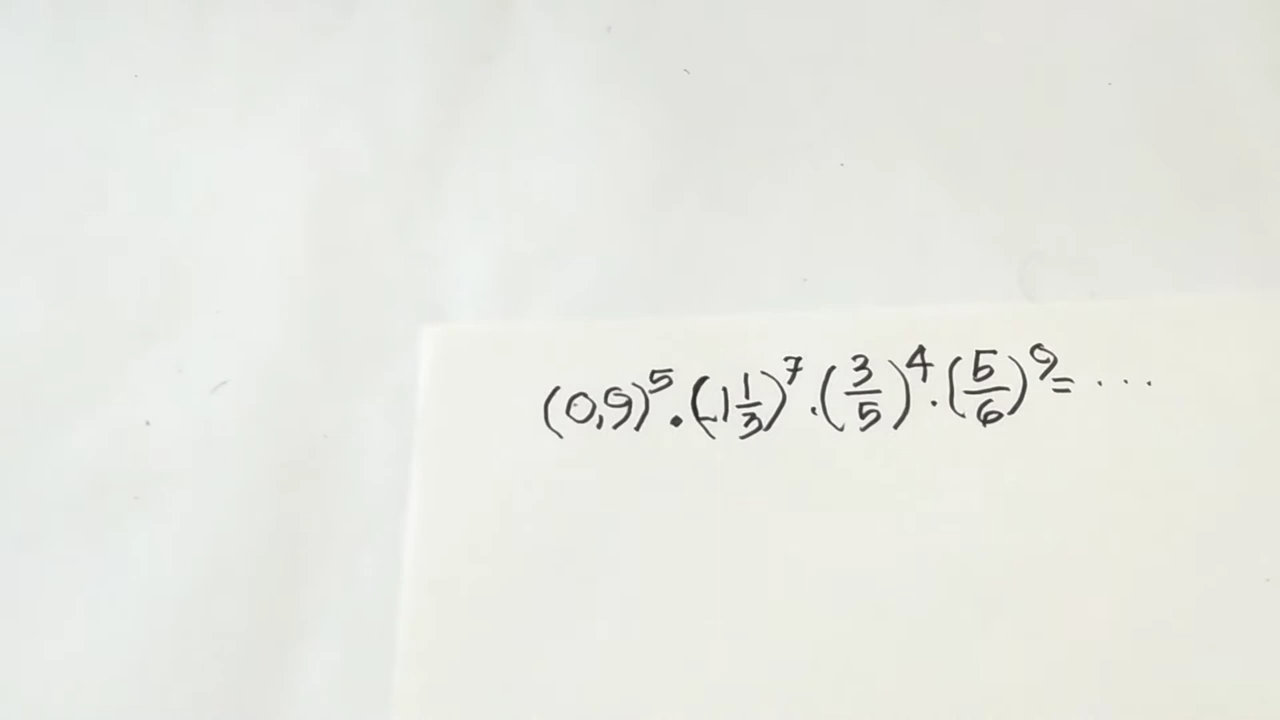 (0,9)⁵ · (-1 1/3)⁷ · (3/5)⁴ · (5/6)⁹ = ...